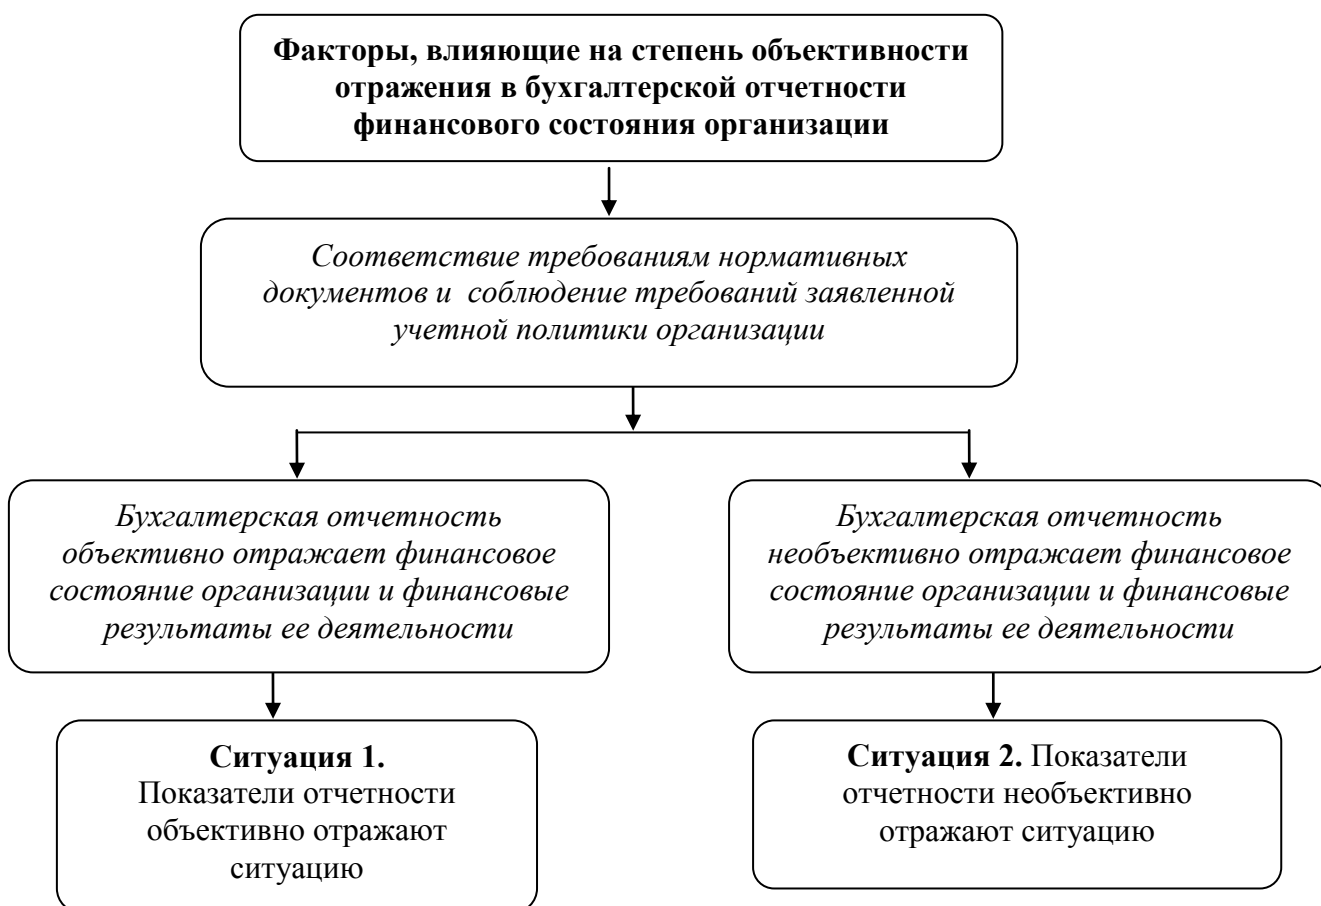 Факторы, влияющие на степень объективности
отражения в бухгалтерской отчетности
финансового состояния организации
Соответствие требованиям нормативных
документов и соблюдение требований заявленной
учетной политики организации
Бухгалтерская отчетность
объективно отражает финансовое
состояние организации и финансовые
результаты ее деятельности
Бухгалтерская отчетность
необъективно отражает финансовое
состояние организации и финансовые
результаты ее деятельности
Ситуация 1.
Показатели отчетности
объективно отражают
ситуацию
Ситуация 2. Показатели
отчетности необъективно
отражают ситуацию